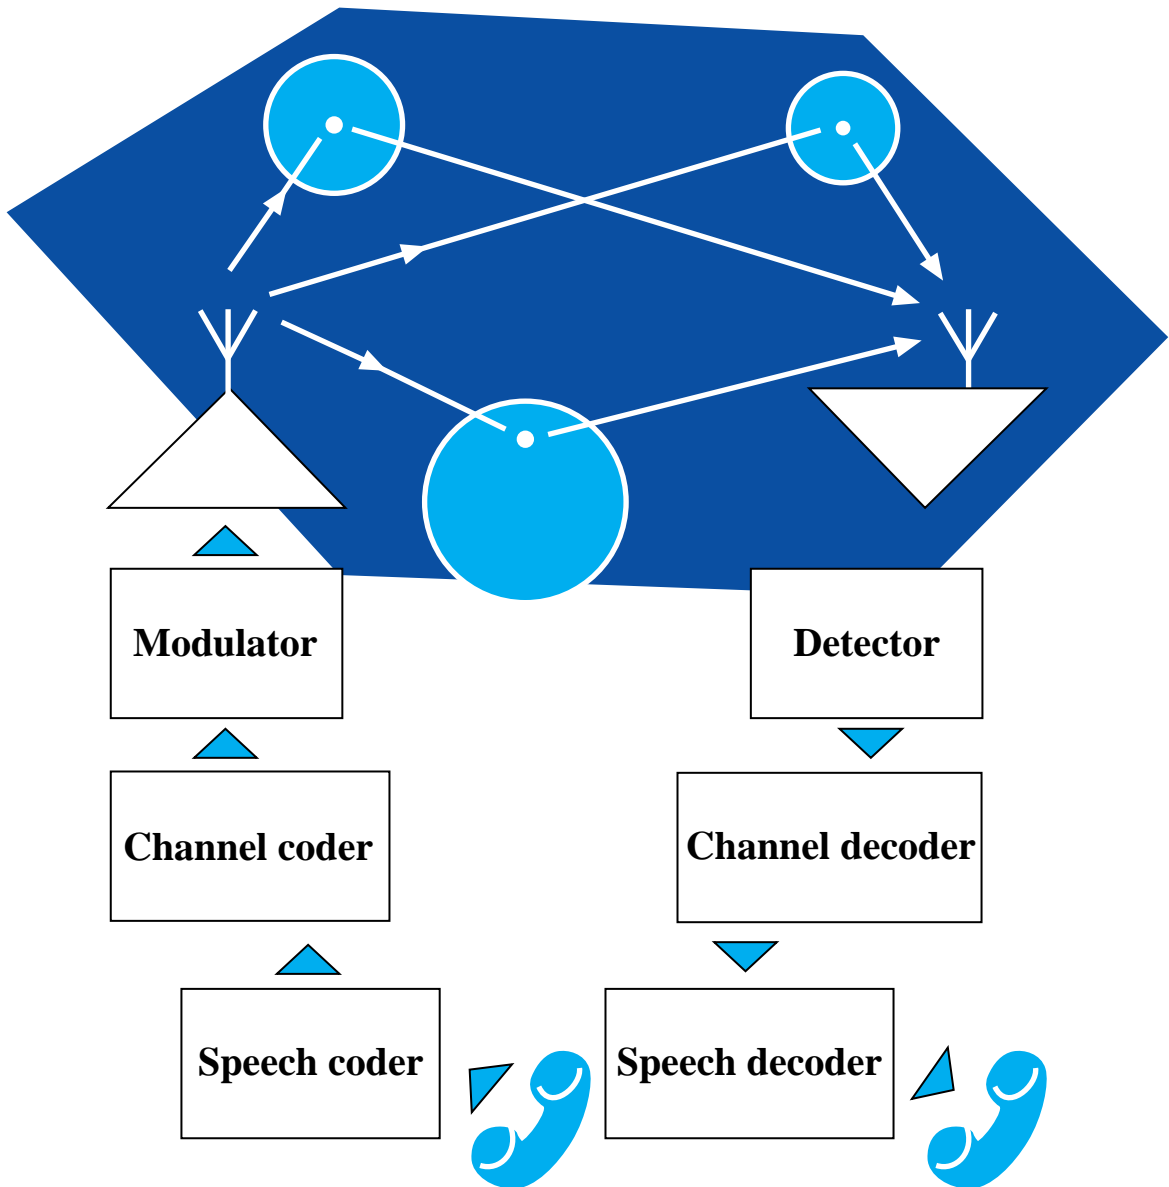 Modulator
Detector
Channel coder
Channel decoder
Speech coder
Speech decoder